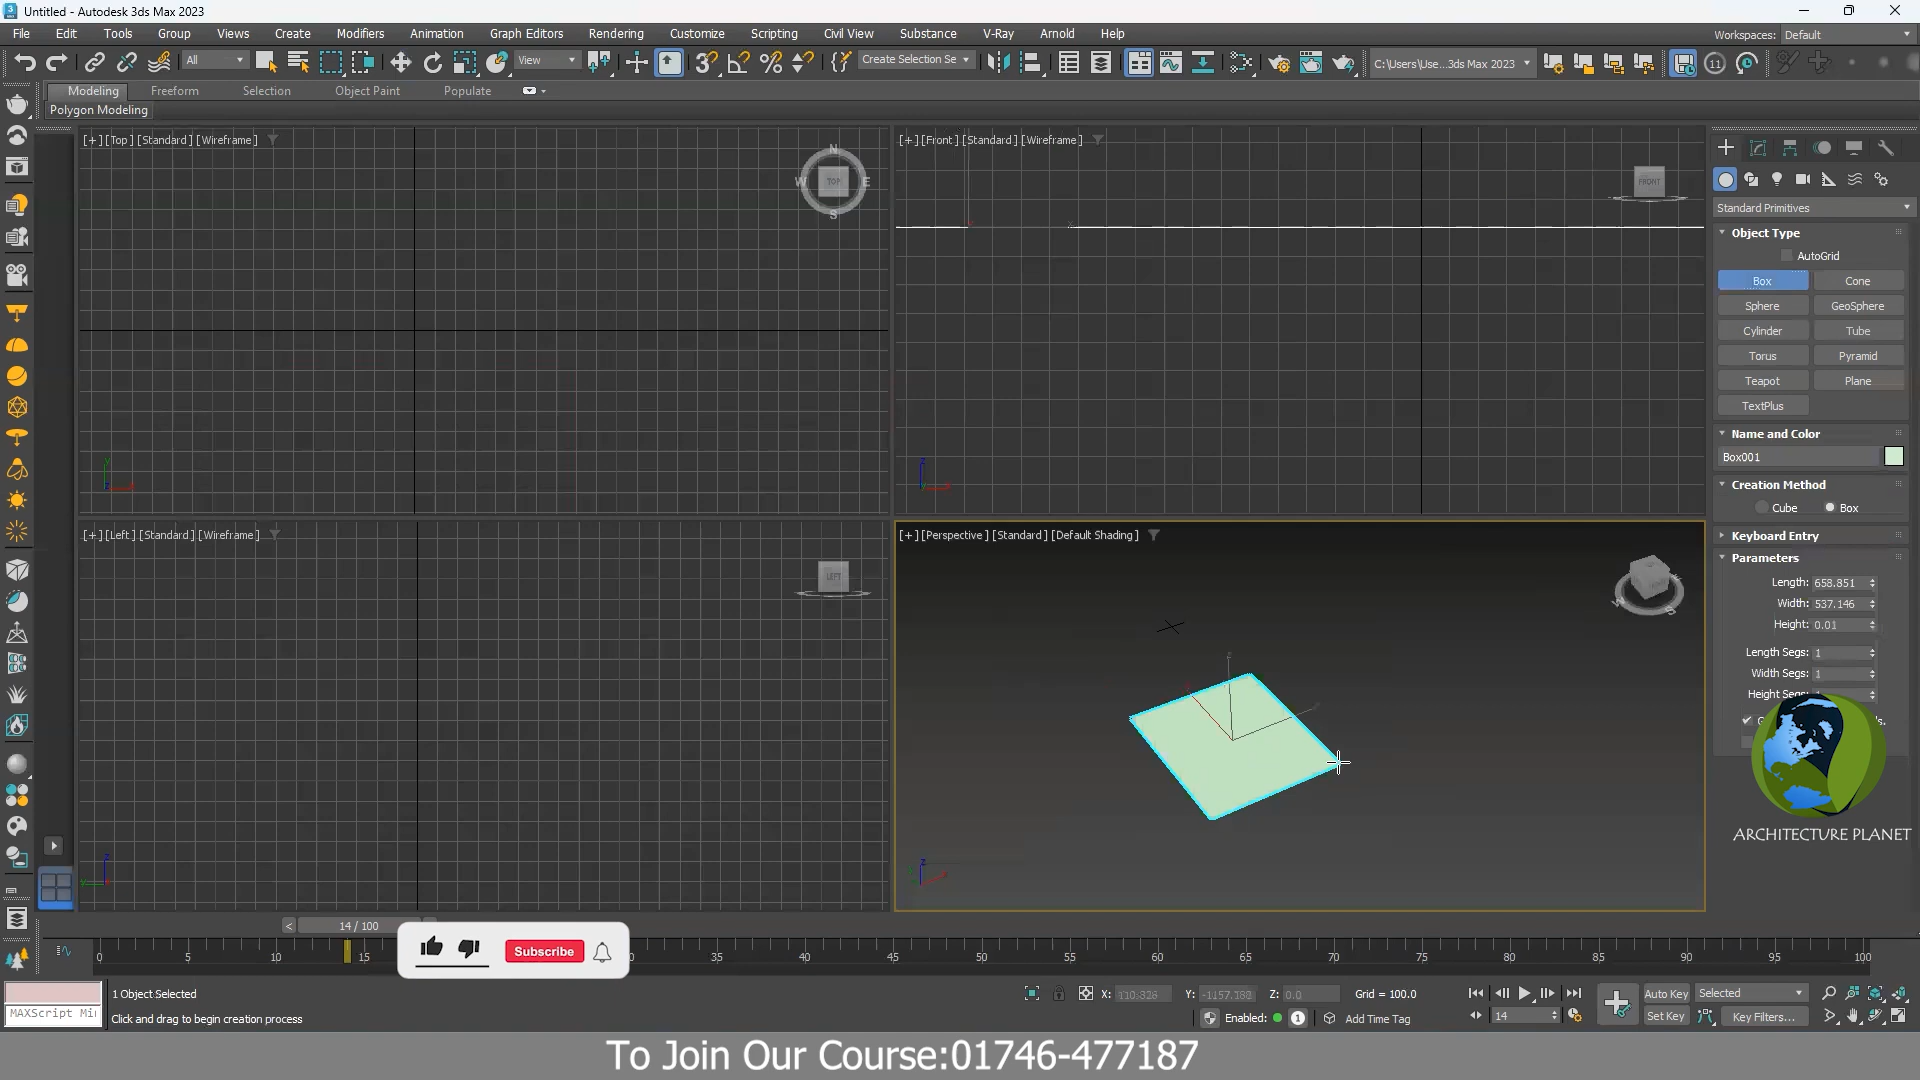 Untitled - Autodesk 3ds Max 2023
File Edit Tools Group Views Create Modifiers Animation Graph Editors Rendering Customize Scripting Civil View Substance V-Ray Arnold Help
Workspaces: Default
All View Create Selection Se C:\Users\Use...3ds Max 2023
Modeling Freeform Selection Object Paint Populate
Polygon Modeling
[+] [Top] [Standard] [Wireframe]
[+] [Front] [Standard] [Wireframe]
N
W TOP E
S
FRONT
Standard Primitives
Object Type
AutoGrid
Box Cone
Sphere GeoSphere
Cylinder Tube
Torus Pyramid
Teapot Plane
TextPlus
Name and Color
Box001
Creation Method
Cube Box
Keyboard Entry
Parameters
Length: 658.851
Width: 537.146
Height: 0.01
Length Segs: 1
Width Segs: 1
Height Segs:
[+] [Left] [Standard] [Wireframe]
LEFT
[+] [Perspective] [Standard] [Default Shading]
W S
ARCHITECTURE PLANET
< 14 / 100
0 5 10 15 30 35 40 45 50 55 60 65 70 75 80 85 90 95 100
Subscribe
1 Object Selected
MAXScript Mi
Click and drag to begin creation process
X: 110.326 Y: -1157.188 Z: 0.0 Grid = 100.0
Enabled: 1 Add Time Tag
14
Auto Key Selected
Set Key Key Filters...
To Join Our Course:01746-477187